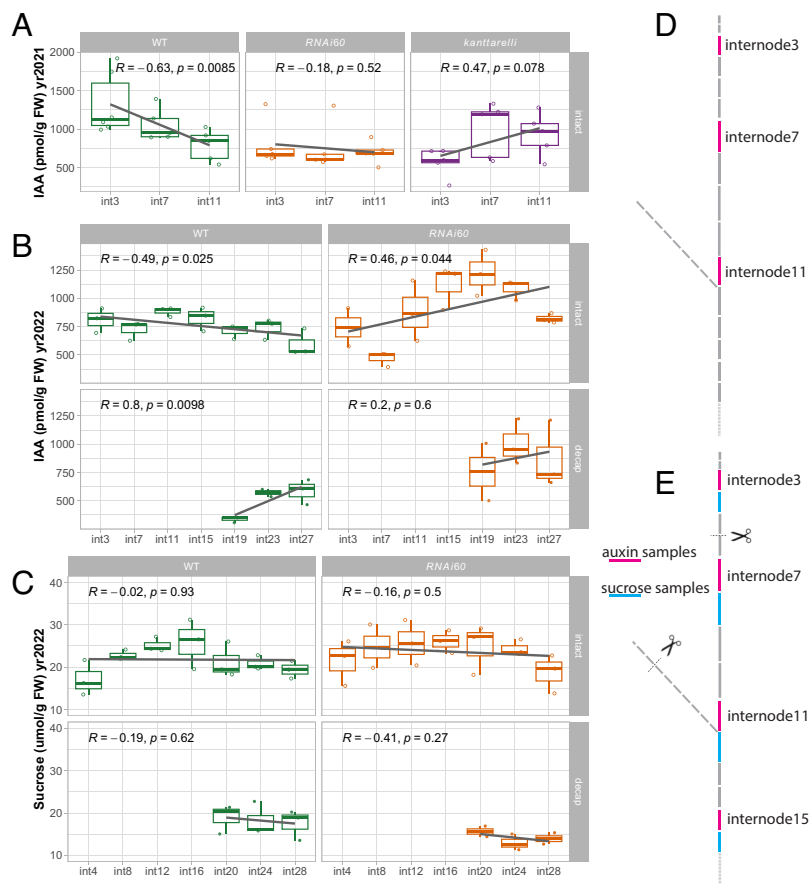 A
WT
RNAi60
kanttarelli
R = −0.63, p = 0.0085
R = −0.18, p = 0.52
R = 0.47, p = 0.078
IAA (pmol/g FW) yr2021
2000
1500
1000
500
intact
int3 int7 int11
int3 int7 int11
int3 int7 int11
B
WT
RNAi60
R = −0.49, p = 0.025
R = 0.46, p = 0.044
IAA (pmol/g FW) yr2022
1250
1000
750
500
intact
R = 0.8, p = 0.0098
R = 0.2, p = 0.6
1250
1000
750
500
decap
int3 int7 int11 int15 int19 int23 int27
int3 int7 int11 int15 int19 int23 int27
C
WT
RNAi60
R = −0.02, p = 0.93
R = −0.16, p = 0.5
Sucrose (umol/g FW) yr2022
40
30
20
10
intact
R = −0.19, p = 0.62
R = −0.41, p = 0.27
40
30
20
10
decap
int4 int8 int12 int16 int20 int24 int28
int4 int8 int12 int16 int20 int24 int28
D
internode3
internode7
internode11
E
internode3
auxin samples
internode7
sucrose samples
internode11
internode15